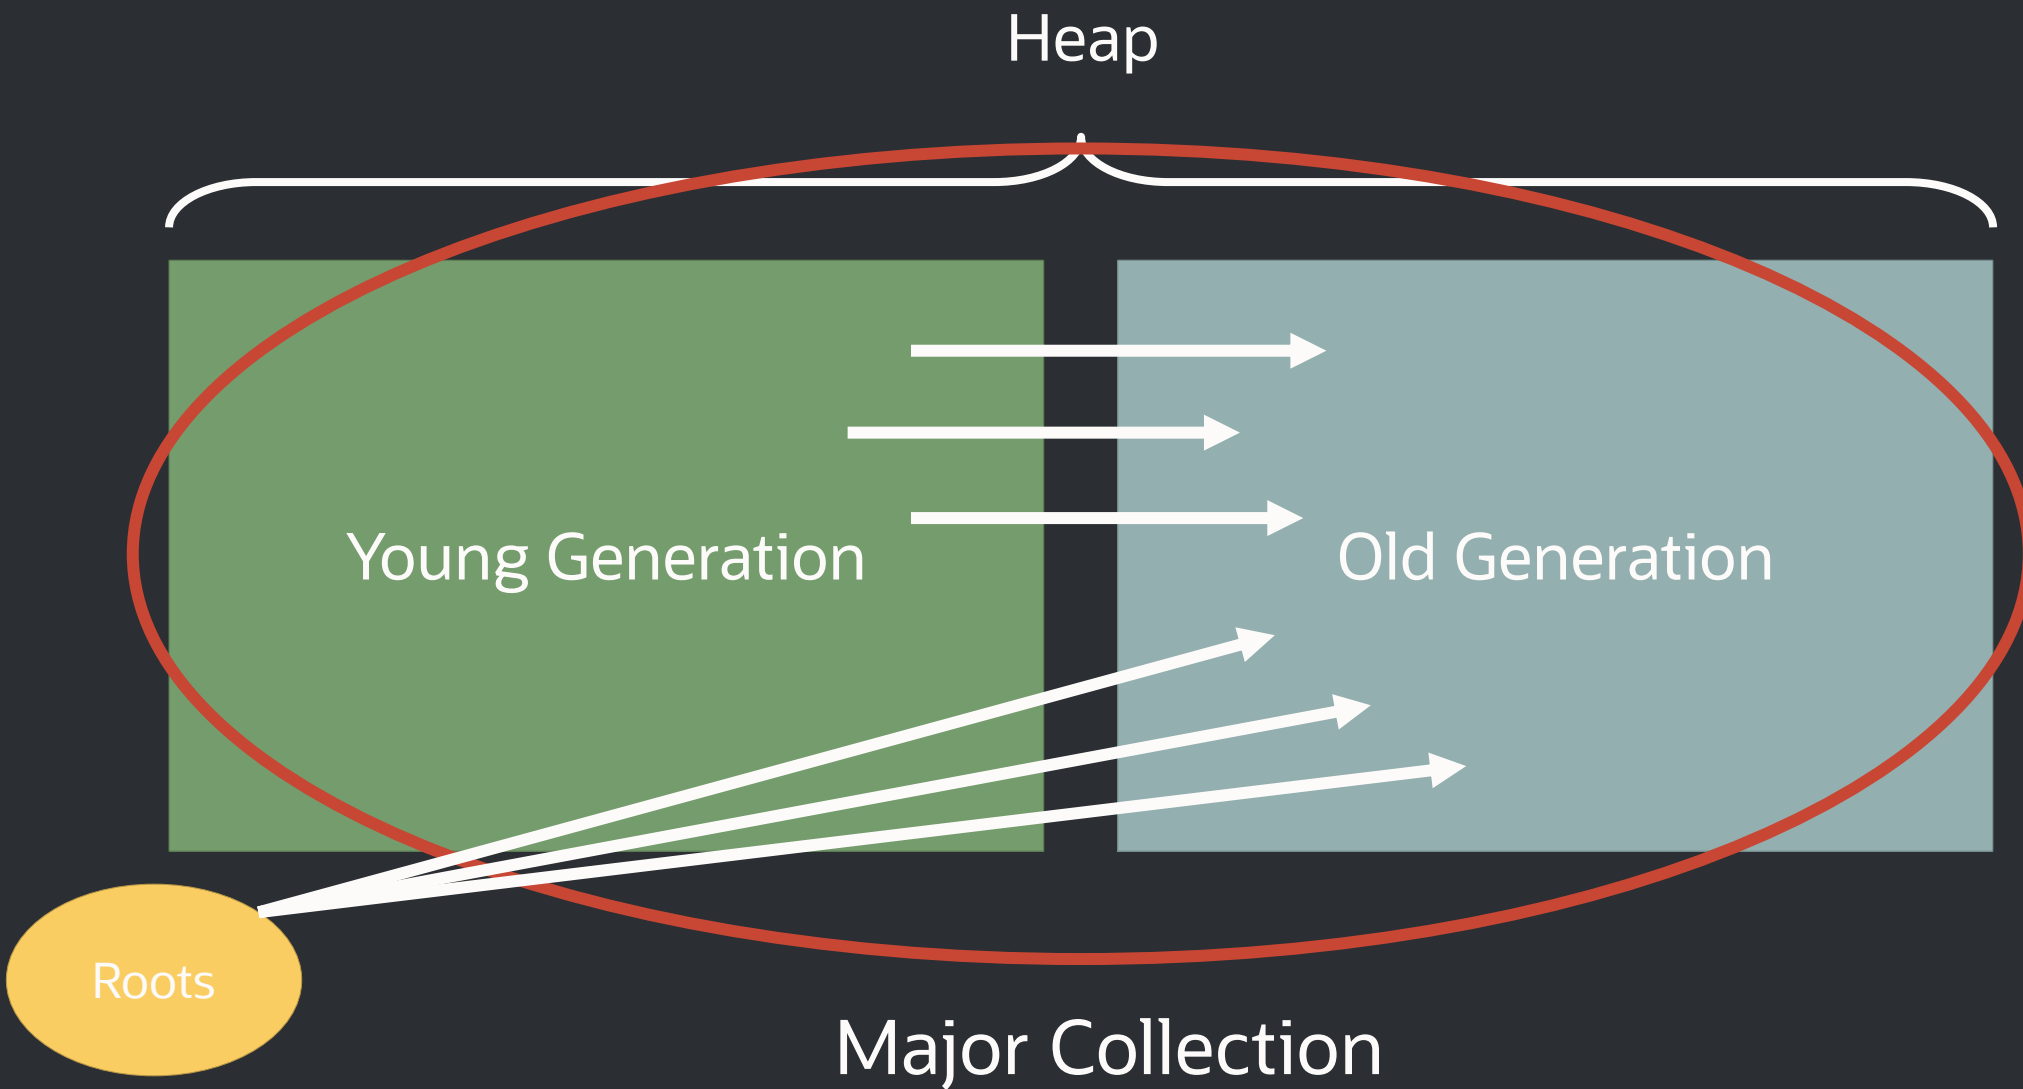 Heap
Young Generation
Old Generation
Roots
Major Collection